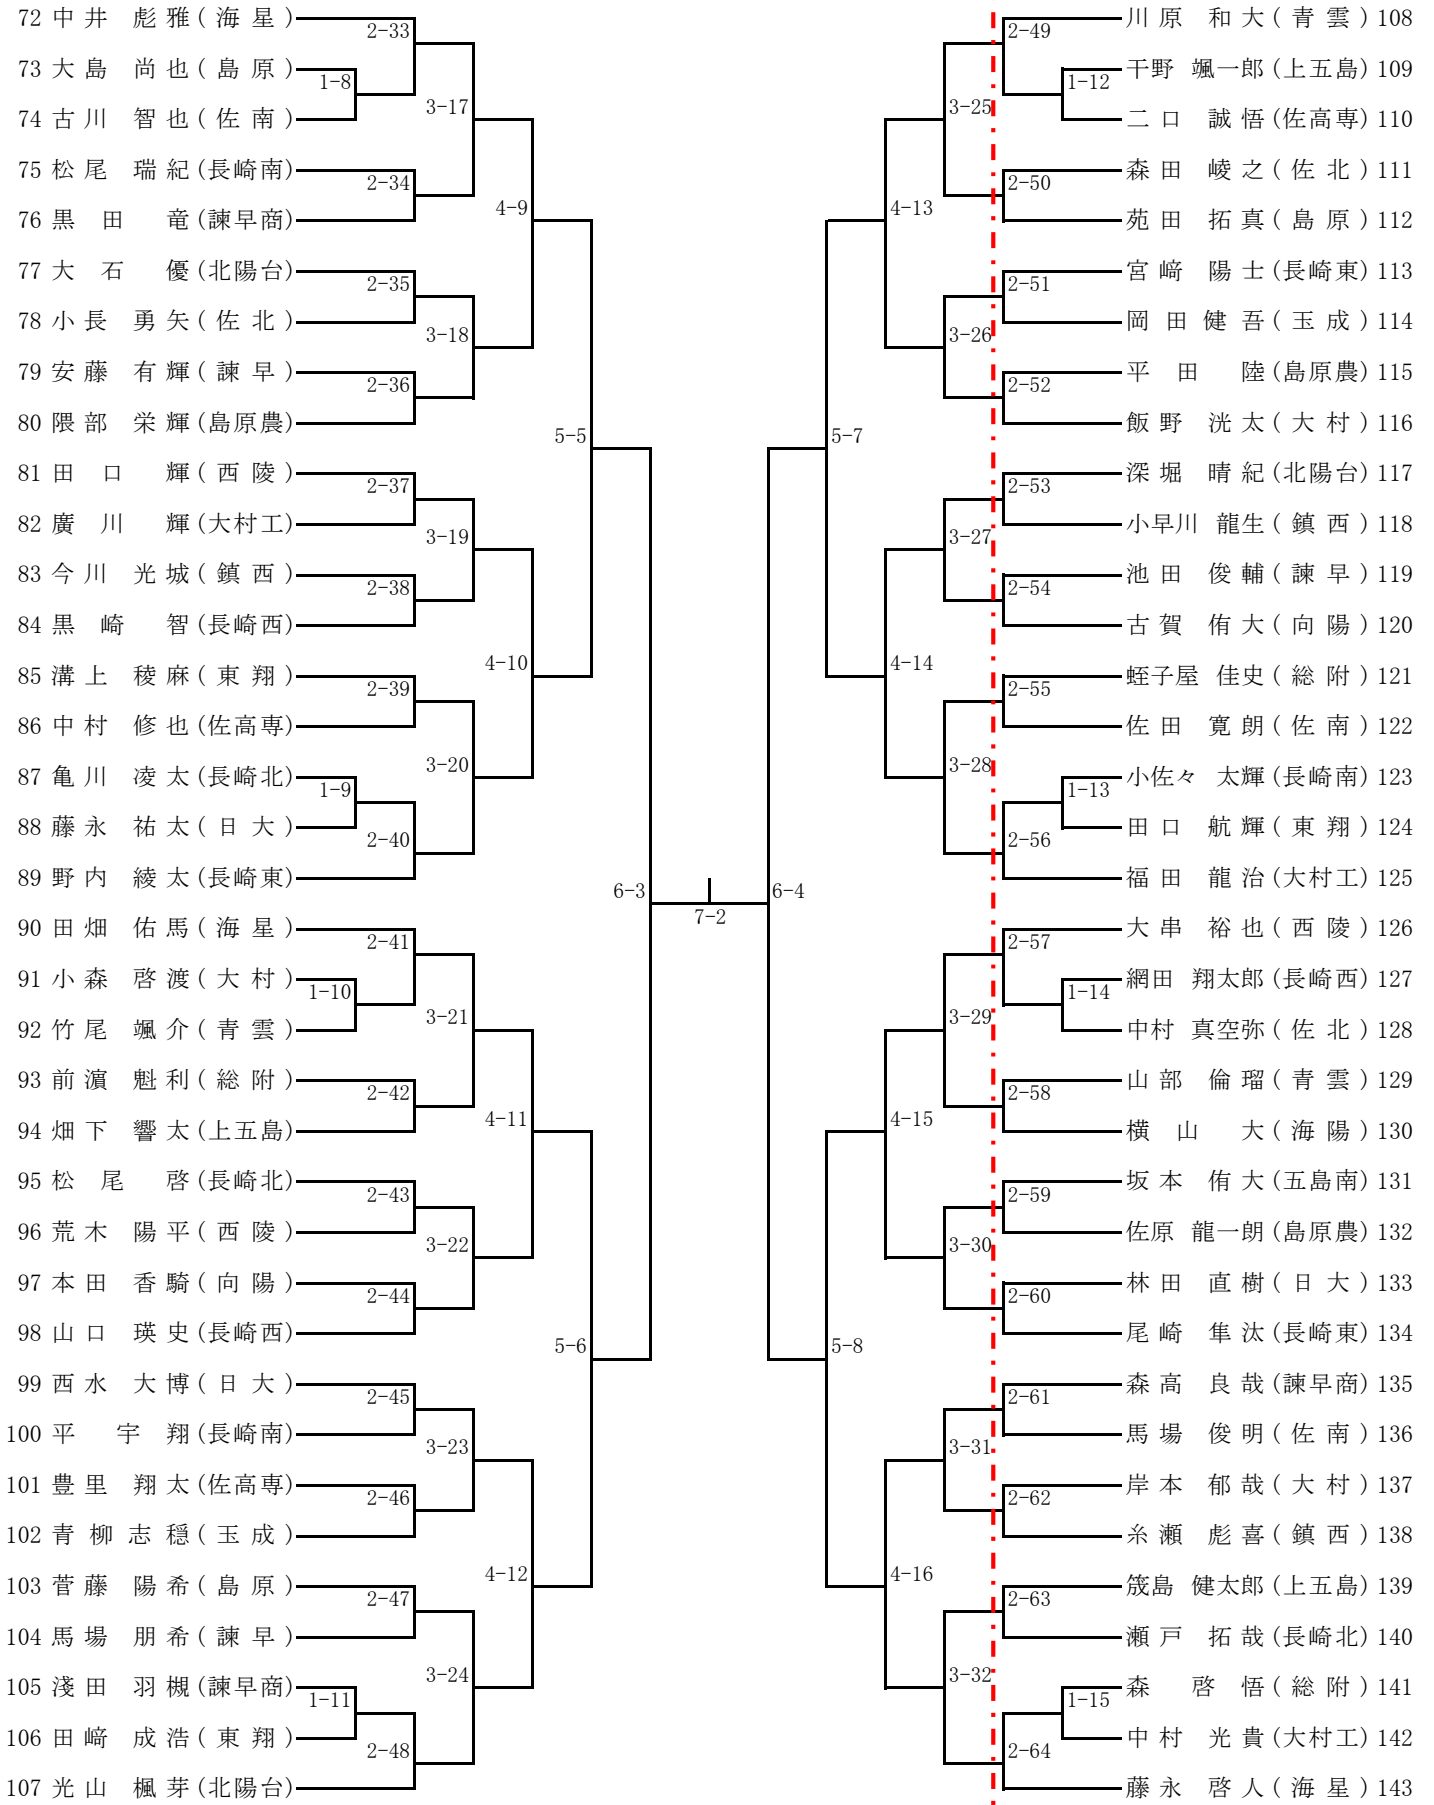 72 中井 彪雅 (海星)
73 大島 尚也 (島原)
74 古川 智也 (佐南)
75 松尾 瑞紀 (長崎南)
76 黒田 竜 (諫早商)
77 大石 優 (北陽台)
78 小長 勇矢 (佐北)
79 安藤 有輝 (諫早)
80 隈部 栄輝 (島原農)
81 田口 輝 (西陵)
82 廣川 輝 (大村工)
83 今川 光城 (鎮西)
84 黒崎 智 (長崎西)
85 溝上 稜麻 (東翔)
86 中村 修也 (佐高専)
87 亀川 凌太 (長崎北)
88 藤永 祐太 (日大)
89 野内 綾太 (長崎東)
90 田畑 佑馬 (海星)
91 小森 啓渡 (大村)
92 竹尾 颯介 (青雲)
93 前濵 魁利 (総附)
94 畑下 響太 (上五島)
95 松尾 啓 (長崎北)
96 荒木 陽平 (西陵)
97 本田 香騎 (向陽)
98 山口 瑛史 (長崎西)
99 西水 大博 (日大)
100 平 宇翔 (長崎南)
101 豊里 翔太 (佐高専)
102 青柳志穏 (玉成)
103 菅藤 陽希 (島原)
104 馬場 朋希 (諫早)
105 淺田 羽槻 (諫早商)
106 田﨑 成浩 (東翔)
107 光山 楓芽 (北陽台)
1-8
1-9
1-10
1-11
2-33
2-34
2-35
2-36
2-37
2-38
2-39
2-40
2-41
2-42
2-43
2-44
2-45
2-46
2-47
2-48
3-17
3-18
3-19
3-20
3-21
3-22
3-23
3-24
4-9
4-10
4-11
4-12
5-5
5-6
6-3
7-2
6-4
5-7
5-8
4-13
4-14
4-15
4-16
3-25
3-26
3-27
3-28
3-29
3-30
3-31
3-32
2-49
2-50
2-51
2-52
2-53
2-54
2-55
2-56
2-57
2-58
2-59
2-60
2-61
2-62
2-63
2-64
1-12
1-13
1-14
1-15
川原 和大 (青雲) 108
干野 颯一郎 (上五島) 109
二口 誠悟 (佐高専) 110
森田 崚之 (佐北) 111
苑田 拓真 (島原) 112
宮﨑 陽士 (長崎東) 113
岡田健吾 (玉成) 114
平田 陸 (島原農) 115
飯野 洸太 (大村) 116
深堀 晴紀 (北陽台) 117
小早川 龍生 (鎮西) 118
池田 俊輔 (諫早) 119
古賀 侑大 (向陽) 120
蛭子屋 佳史 (総附) 121
佐田 寛朗 (佐南) 122
小佐々 太輝 (長崎南) 123
田口 航輝 (東翔) 124
福田 龍治 (大村工) 125
大串 裕也 (西陵) 126
網田 翔太郎 (長崎西) 127
中村 真空弥 (佐北) 128
山部 倫瑠 (青雲) 129
横山 大 (海陽) 130
坂本 侑大 (五島南) 131
佐原 龍一朗 (島原農) 132
林田 直樹 (日大) 133
尾崎 隼汰 (長崎東) 134
森高 良哉 (諫早商) 135
馬場 俊明 (佐南) 136
岸本 郁哉 (大村) 137
糸瀬 彪喜 (鎮西) 138
筬島 健太郎 (上五島) 139
瀬戸 拓哉 (長崎北) 140
森 啓悟 (総附) 141
中村 光貴 (大村工) 142
藤永 啓人 (海星) 143